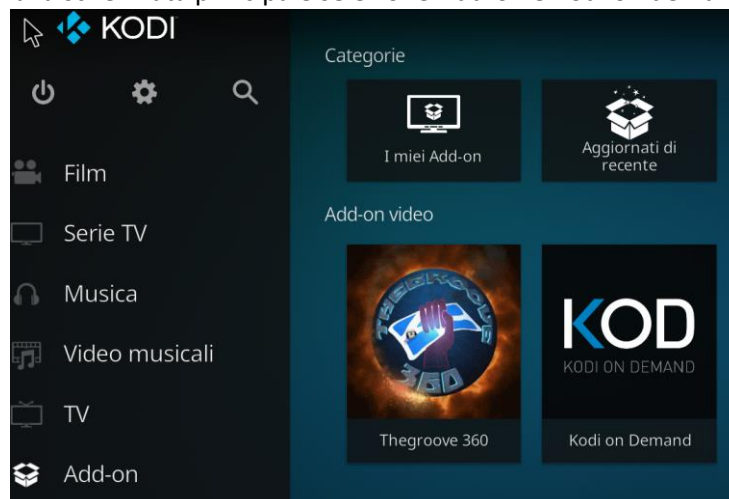 KODI
Categorie
I miei Add-on
Aggiornati di
recente
Film
Serie TV
Musica
Video musicali
TV
Add-on
Add-on video
THEGROOVE
360
KOD
KODI ON DEMAND
Thegroove 360
Kodi on Demand